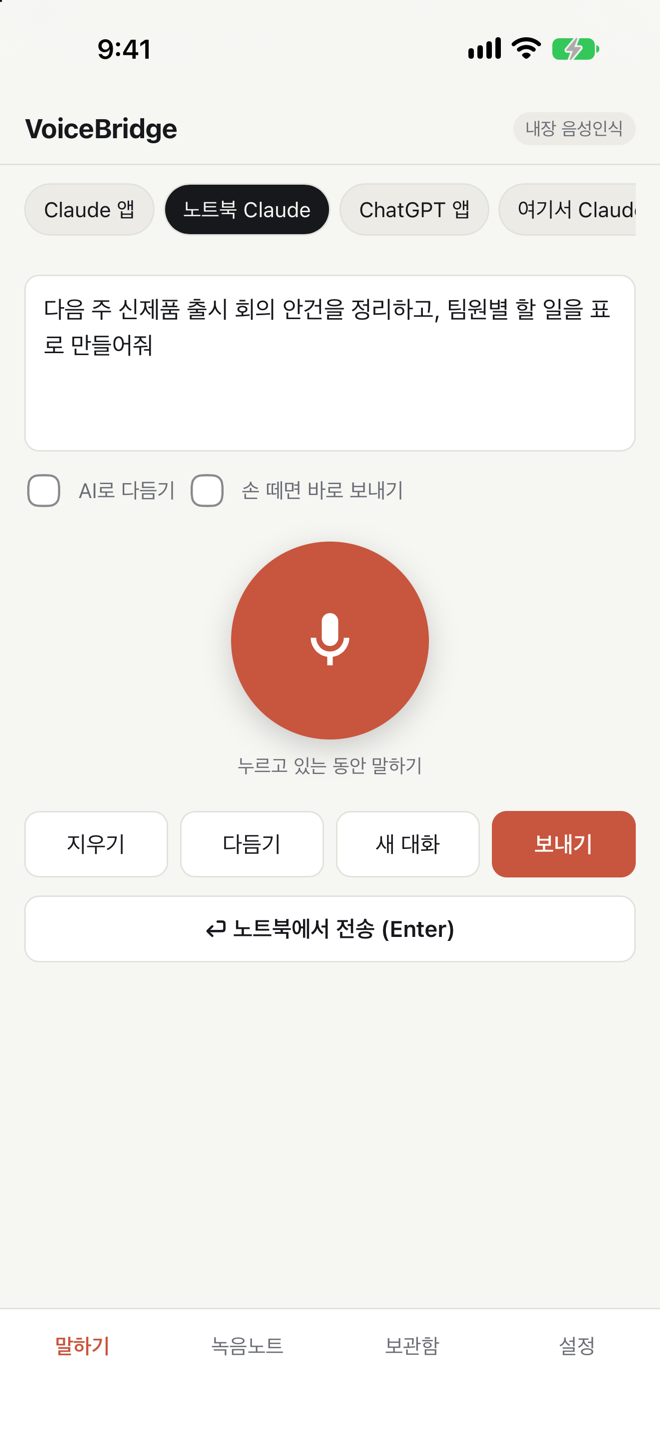 9:41
VoiceBridge
내장 음성인식
Claude 앱
노트북 Claude
ChatGPT 앱
여기서 Claud
다음 주 신제품 출시 회의 안건을 정리하고, 팀원별 할 일을 표
로 만들어줘
AI로 다듬기
손 떼면 바로 보내기
누르고 있는 동안 말하기
지우기
다듬기
새 대화
보내기
⏎ 노트북에서 전송 (Enter)
말하기
녹음노트
보관함
설정